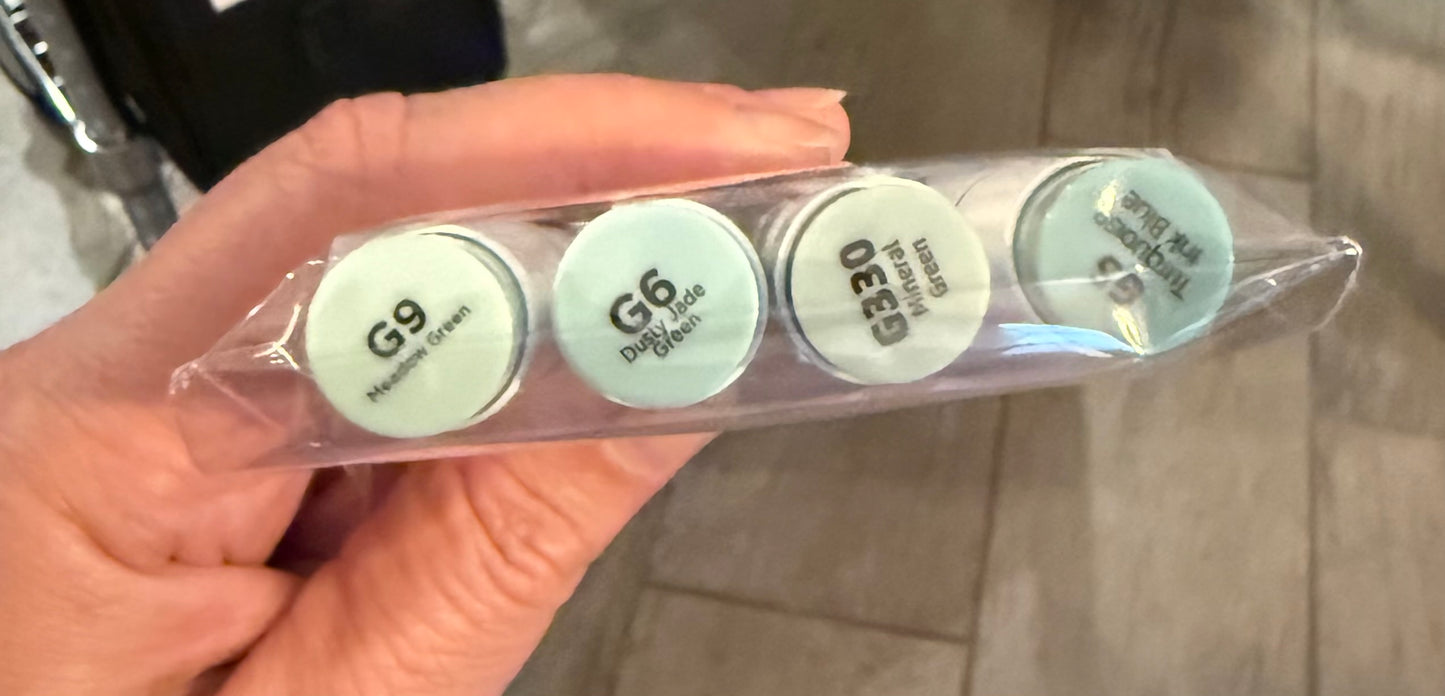 G9
Meadow Green
G6
Dusty Jade
Green
G330
Mineral
Green
Turquoise
Ink Blue